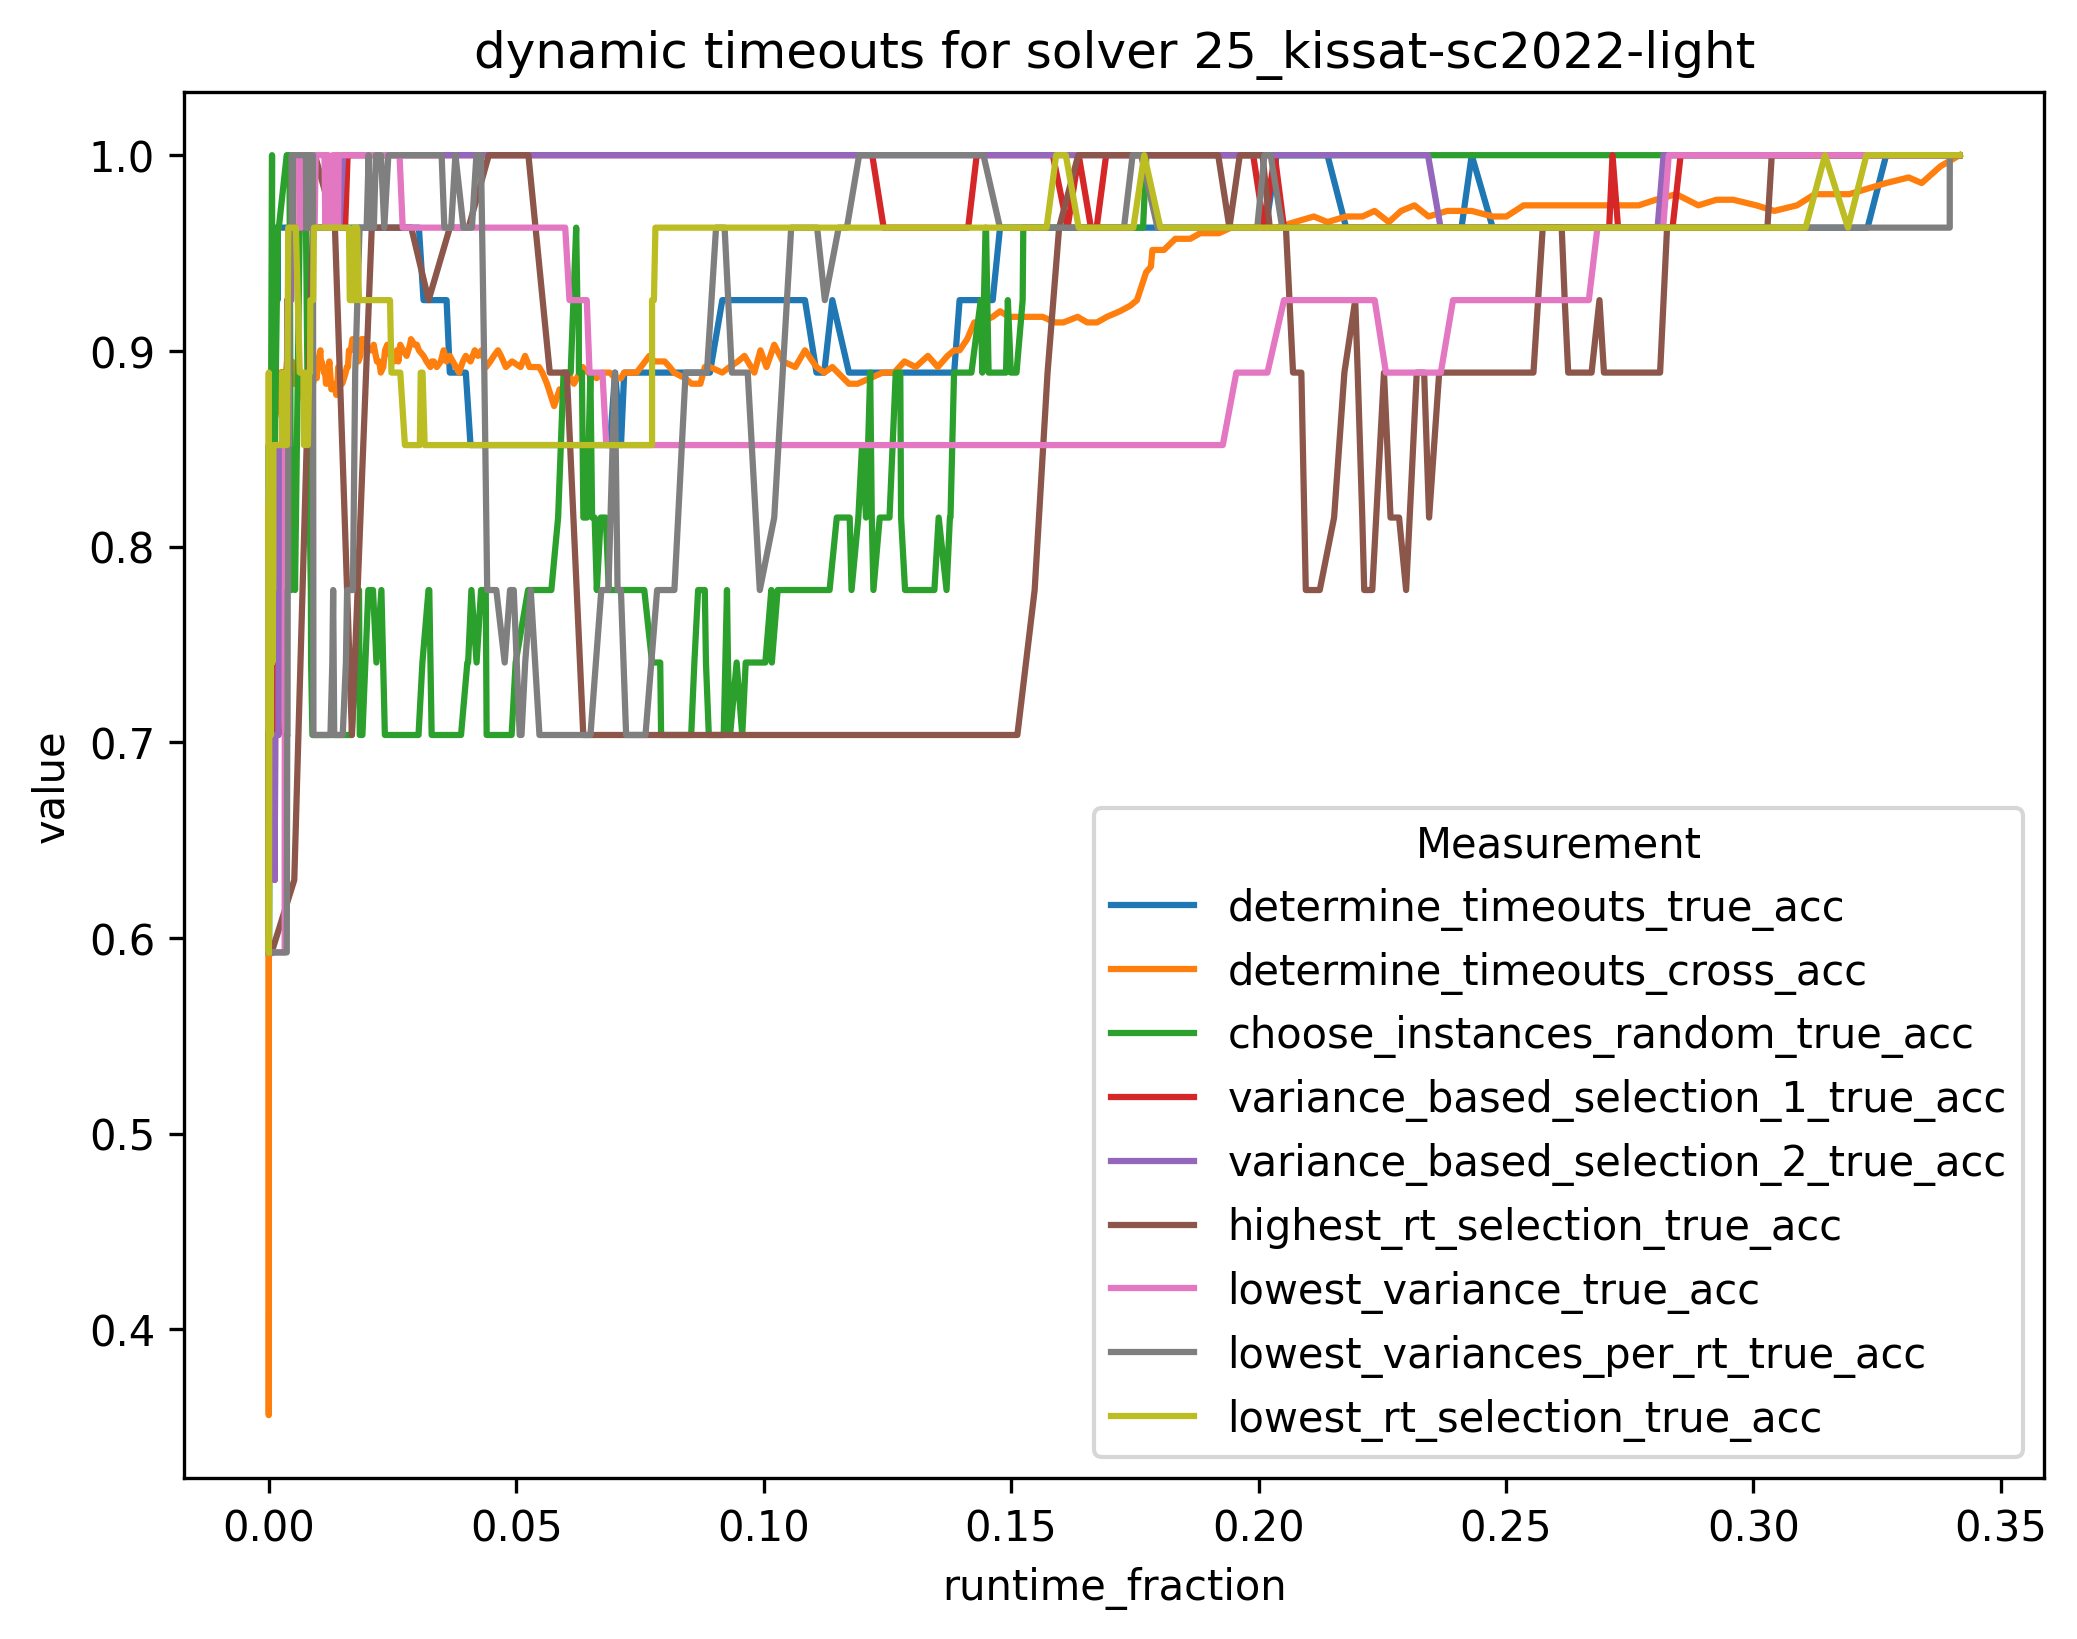 dynamic timeouts for solver 25_kissat-sc2022-light
1.0
0.9
0.8
0.7
0.6
0.5
0.4
value
0.00
0.05
0.10
0.15
0.20
0.25
0.30
0.35
runtime_fraction
Measurement
determine_timeouts_true_acc
determine_timeouts_cross_acc
choose_instances_random_true_acc
variance_based_selection_1_true_acc
variance_based_selection_2_true_acc
highest_rt_selection_true_acc
lowest_variance_true_acc
lowest_variances_per_rt_true_acc
lowest_rt_selection_true_acc